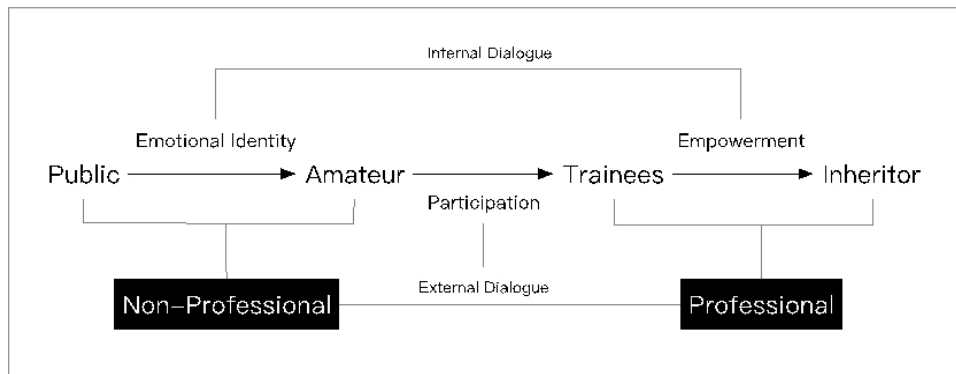 Internal Dialogue
Emotional Identity
Empowerment
Public
Amateur
Trainees
Inheritor
Participation
External Dialogue
Non-Professional
Professional